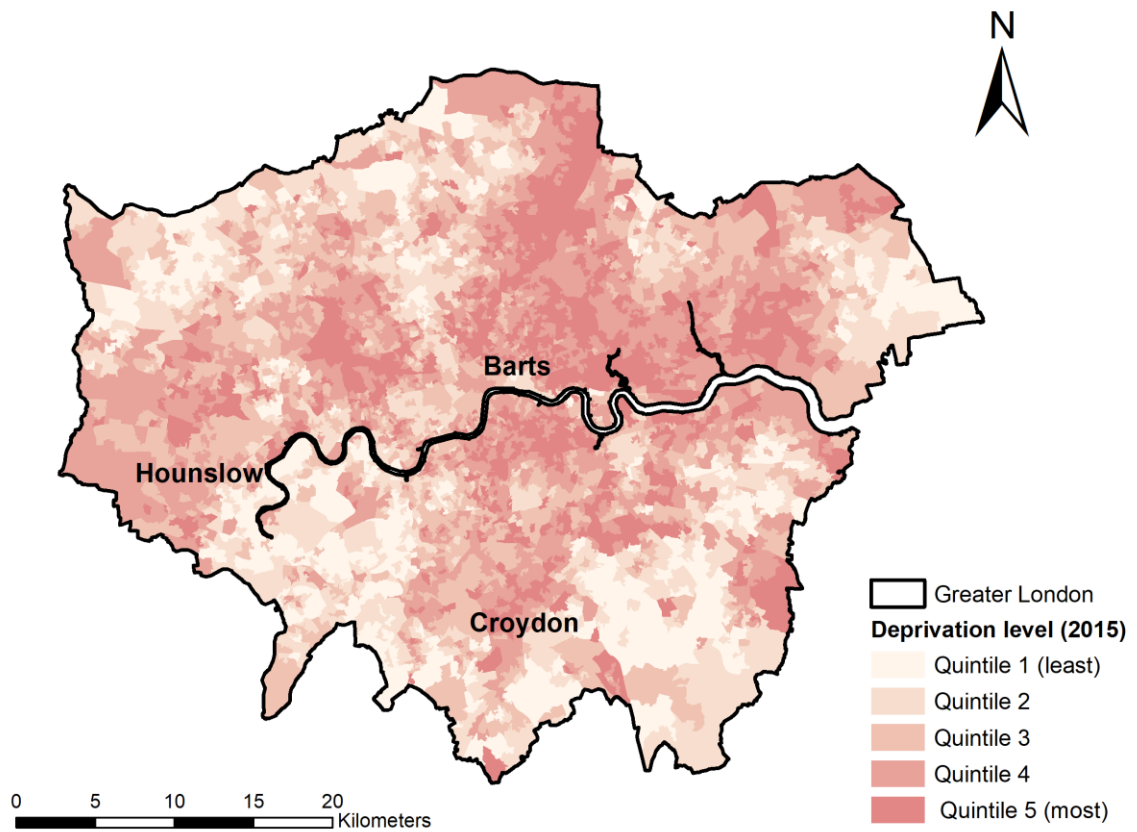 N
Barts
Hounslow
Croydon
Greater London
Deprivation level (2015)
Quintile 1 (least)
Quintile 2
Quintile 3
Quintile 4
Quintile 5 (most)
0 5 10 15 20
Kilometers